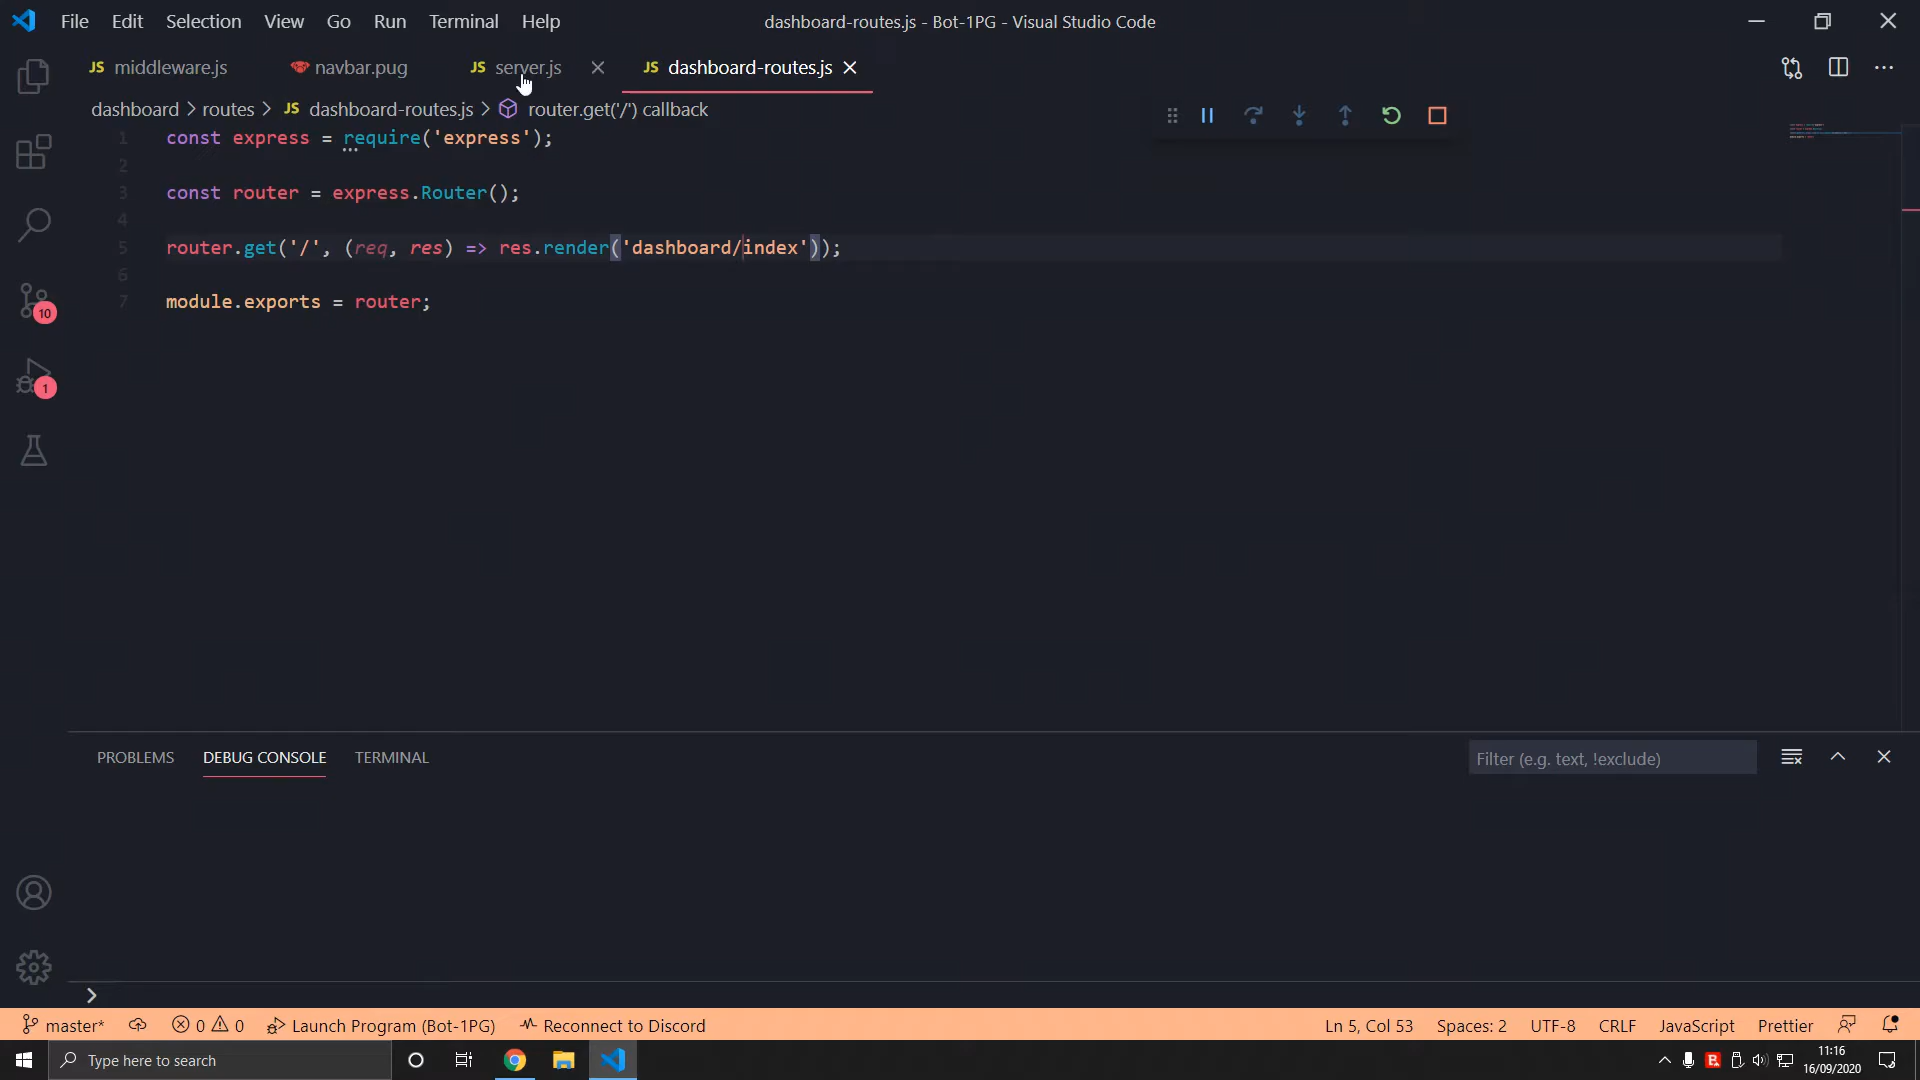 File Edit Selection View Go Run Terminal Help
dashboard-routes.js - Bot-1PG - Visual Studio Code
JS middleware.js navbar.pug JS server.js JS dashboard-routes.js
dashboard > routes > JS dashboard-routes.js > router.get('/') callback
1 const express = require('express');
2
3 const router = express.Router();
4
5 router.get('/', (req, res) => res.render('dashboard/index'));
6
7 module.exports = router;
10
1
PROBLEMS DEBUG CONSOLE TERMINAL
Filter (e.g. text, !exclude)
master* 0 0 Launch Program (Bot-1PG) Reconnect to Discord
Ln 5, Col 53 Spaces: 2 UTF-8 CRLF JavaScript Prettier
Type here to search
11:16
16/09/2020